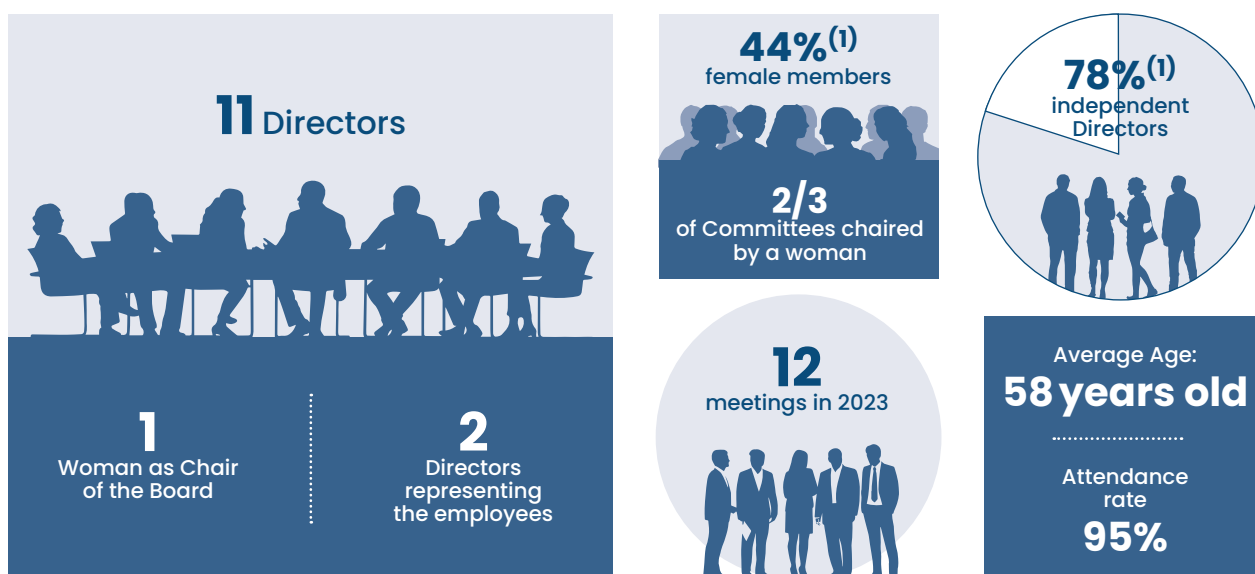 11 Directors
1
Woman as Chair
of the Board
2
Directors
representing
the employees
44%(1)
female members
2/3
of Committees chaired
by a woman
12
meetings in 2023
78%(1)
independent
Directors
Average Age:
58 years old
Attendance
rate
95%